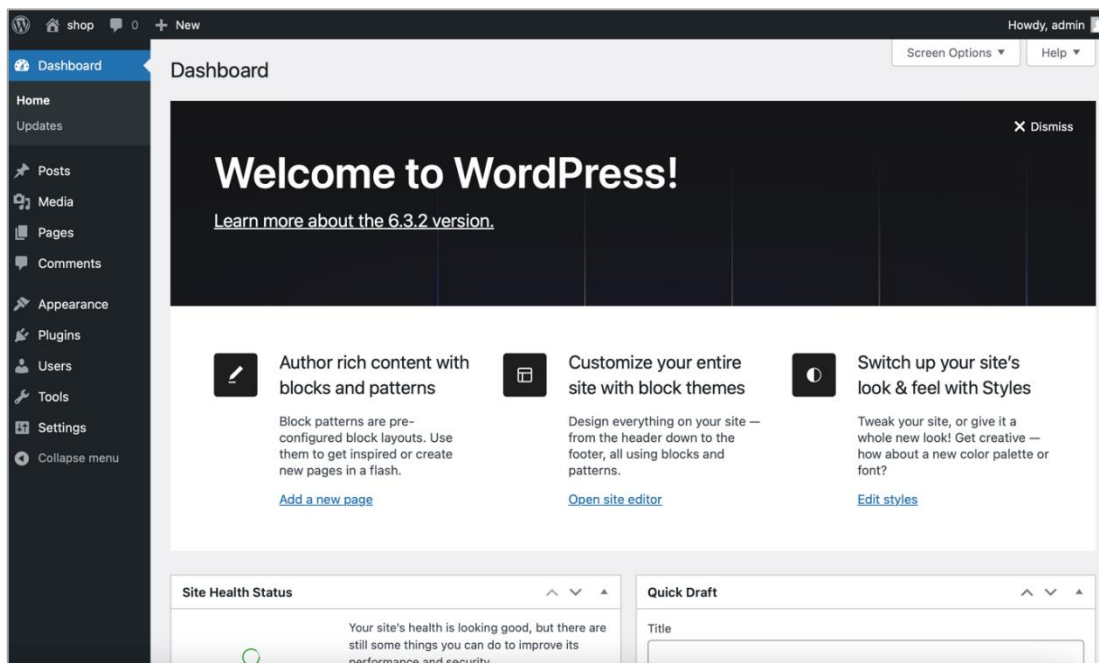 shop 0 + New Howdy, admin
Dashboard
Home
Updates
Posts
Media
Pages
Comments
Appearance
Plugins
Users
Tools
Settings
Collapse menu
Screen Options ▼ Help ▼
Dashboard
Dismiss
Welcome to WordPress!
Learn more about the 6.3.2 version.
Author rich content with
blocks and patterns
Block patterns are pre-
configured block layouts. Use
them to get inspired or create
new pages in a flash.
Add a new page
Customize your entire
site with block themes
Design everything on your site —
from the header down to the
footer, all using blocks and
patterns.
Open site editor
Switch up your site's
look & feel with Styles
Tweak your site, or give it a
whole new look! Get creative —
how about a new color palette or
font?
Edit styles
Site Health Status
Your site's health is looking good, but there are
still some things you can do to improve its
performance and security.
Quick Draft
Title